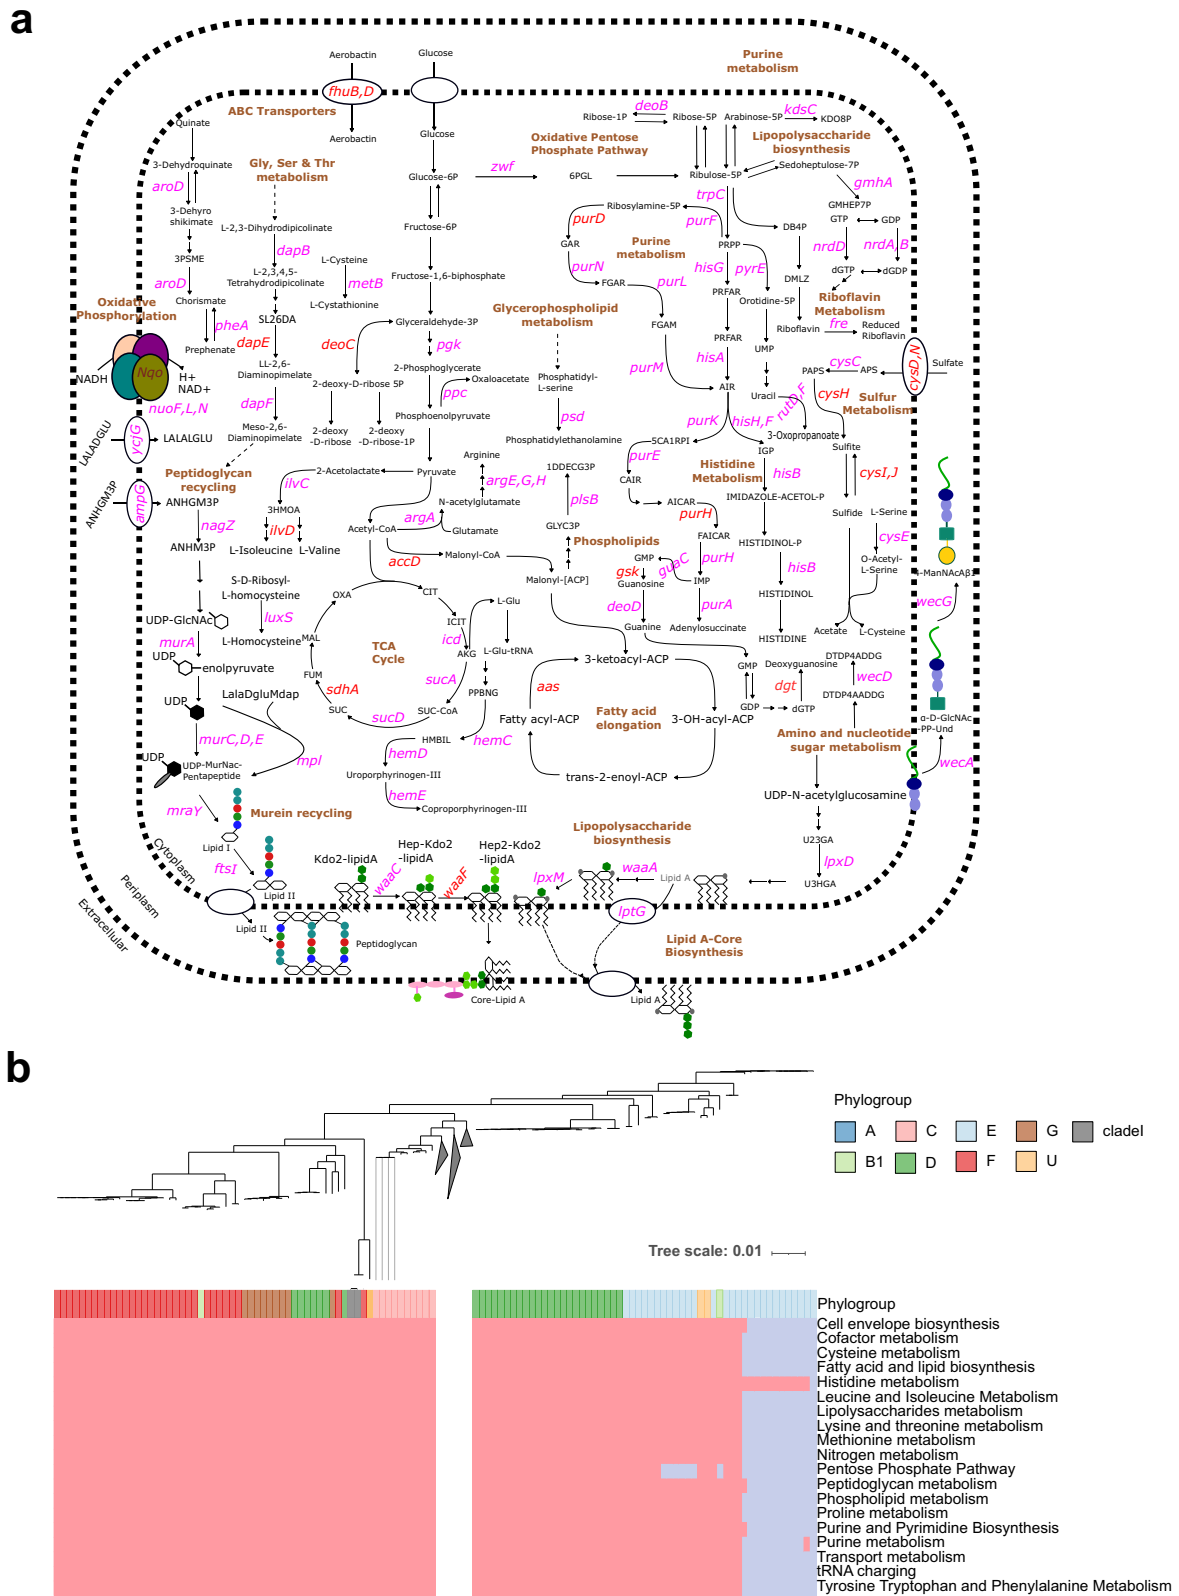 a
Aerobactin
Glucose
Purine
metabolism
fhuB,D
ABC Transporters
Aerobactin
Quinate
Glucose
deoB
Ribose-1P
Ribose-5P
Arabinose-5P
kdsC
KDO8P
Oxidative Pentose
Phosphate Pathway
Lipopolysaccharide
biosynthesis
3-Dehydroquinate
Gly, Ser & Thr
metabolism
Glucose-6P
zwf
6PGL
Ribulose-5P
Sedoheptulose-7P
aroD
gmhA
3-Dehyro
shikimate
trpC
GMHEP7P
Ribosylamine-5P
purD
purF
GTP
GDP
L-2,3-Dihydrodipicolinate
Fructose-6P
DB4P
nrdD
nrdA,B
GAR
Purine
metabolism
PRPP
dapB
3PSME
L-Cysteine
purN
hisG
pyrE
dGTP
dGDP
aroD
L-2,3,4,5-
Tetrahydrodipicolinate
metB
Fructose-1,6-biphosphate
FGAR
purL
DMLZ
Chorismate
L-Cystathionine
PRFAR
Orotidine-5P
Riboflavin
Metabolism
Oxidative
Phosphorylation
Glycerophospholipid
metabolism
SL26DA
Glyceraldehyde-3P
FGAM
Riboflavin
fre
Reduced
Riboflavin
pheA
dapE
deoC
pgk
PRFAR
Prephenate
UMP
LL-2,6-
Diaminopimelate
2-Phosphoglycerate
purM
hisA
cysC
cysD,N
Sulfate
Nqo
NADH
H+
NAD+
2-deoxy-D-ribose 5P
Oxaloacetate
Phosphatidyl-
L-serine
PAPS
APS
AIR
ppc
Uracil
rutD,F
cysH
Sulfur
Metabolism
nuoF,L,N
dapF
Phosphoenolpyruvate
psd
purK
hisH,F
LALADGLU
ycjG
LALALGLU
Meso-2,6-
Diaminopimelate
2-deoxy
-D-ribose
2-deoxy
-D-ribose-1P
Phosphatidylethanolamine
5CA1RPI
3-Oxopropanoate
IGP
Sulfite
Arginine
purE
Peptidoglycan
recycling
2-Acetolactate
Pyruvate
1DDECG3P
Histidine
Metabolism
hisB
cysI,J
ANHGM3P
ampG
ANHGM3P
ilvC
argE,G,H
CAIR
plsB
IMIDAZOLE-ACETOL-P
N-acetylglutamate
AICAR
3HMOA
purH
Sulfide
L-Serine
nagZ
argA
Acetyl-CoA
Glutamate
GLYC3P
FAICAR
ilvD
cysE
ANHM3P
L-Isoleucine
L-Valine
Phospholipids
HISTIDINOL-P
accD
Malonyl-CoA
GMP
guaC
purH
O-Acetyl-
L-Serine
gsk
hisB
S-D-Ribosyl-
L-homocysteine
Malonyl-[ACP]
Guanosine
IMP
OXA
CIT
L-Glu
deoD
purA
HISTIDINOL
wecG
UDP-GlcNAc
luxS
ICIT
Guanine
Adenylosuccinate
Acetate
L-Cysteine
murA
L-Homocysteine
MAL
TCA
Cycle
icd
HISTIDINE
AKG
L-Glu-tRNA
UDP
enolpyruvate
3-ketoacyl-ACP
GMP
Deoxyguanosine
DTDP4ADDG
FUM
sdhA
sucA
PPBNG
aas
dgt
wecD
UDP
LalaDgluMdap
DTDP4AADDG
SUC
sucD
SUC-CoA
Fatty acyl-ACP
Fatty acid
elongation
3-OH-acyl-ACP
GDP
dGTP
α-D-GlcNAc
-PP-Und
HMBIL
hemC
Amino and nucleotide
sugar metabolism
murC,D,E
mpl
hemD
wecA
UDP
UDP-MurNac-
Pentapeptide
Uroporphyrinogen-III
trans-2-enoyl-ACP
hemE
UDP-N-acetylglucosamine
mraY
Murein recycling
Coproporphyrinogen-III
Lipopolysaccharide
biosynthesis
Cytoplasm
Lipid I
U23GA
Kdo2-lipidA
Hep-Kdo2
-lipidA
Hep2-Kdo2
-lipidA
lpxD
ftsI
waaC
waaF
lpxM
waaA
Lipid A
U3HGA
Periplasm
Lipid II
lptG
Extracellular
Lipid II
Peptidoglycan
Lipid A-Core
Biosynthesis
Core-Lipid A
Lipid A
b
Phylogroup
A
C
E
G
cladeI
B1
D
F
U
Tree scale: 0.01
Phylogroup
Cell envelope biosynthesis
Cofactor metabolism
Cysteine metabolism
Fatty acid and lipid biosynthesis
Histidine metabolism
Leucine and Isoleucine Metabolism
Lipolysaccharides metabolism
Lysine and threonine metabolism
Methionine metabolism
Nitrogen metabolism
Pentose Phosphate Pathway
Peptidoglycan metabolism
Phospholipid metabolism
Proline metabolism
Purine and Pyrimidine Biosynthesis
Purine metabolism
Transport metabolism
tRNA charging
Tyrosine Tryptophan and Phenylalanine Metabolism